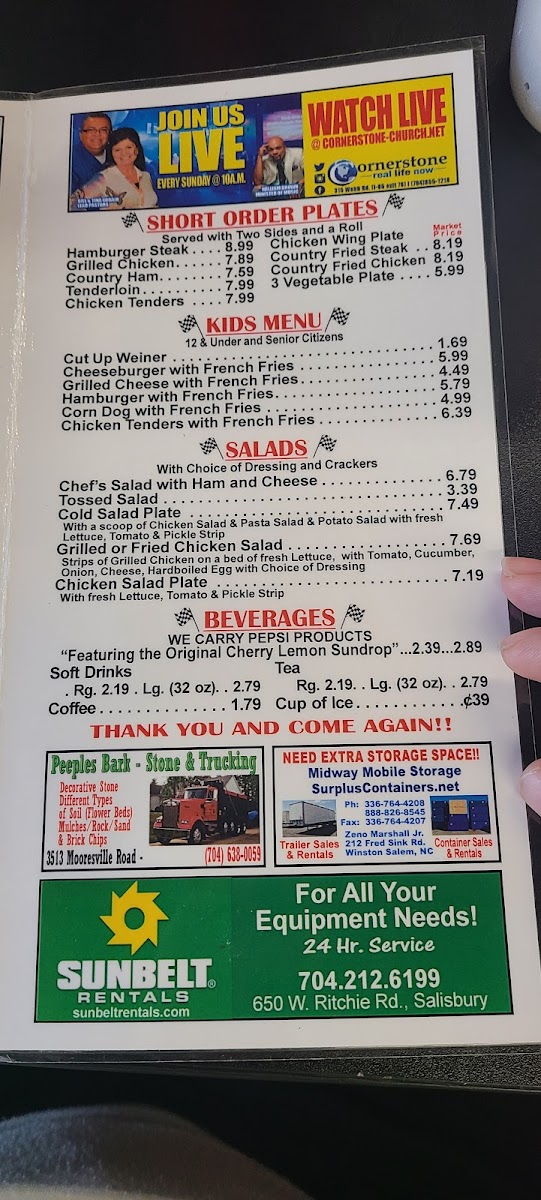 JOIN US
LIVE
EVERY SUNDAY @ 10A.M.
LEAD PASTORS
MINISTER OF MUSIC
WATCH LIVE
@ CORNERSTONE-CHURCH.NET
Cornerstone
real life now
315 Webb Rd. (I-85 exit 70) | (704)855-1218
SHORT ORDER PLATES
Served with Two Sides and a Roll
Hamburger Steak . . . . 8.99
Grilled Chicken. . . . . . 7.89
Country Ham. . . . . . . . 7.59
Tenderloin. . . . . . . . . . 7.99
Chicken Tenders . . . . 7.99
Chicken Wing Plate Market Price
Country Fried Steak . . 8.19
Country Fried Chicken 8.19
3 Vegetable Plate . . . . 5.99
KIDS MENU
12 & Under and Senior Citizens
Cut Up Weiner . . . . . . . . . . . . . . . . . . . . . . . . 1.69
Cheeseburger with French Fries . . . . . . . . . . . . . . 5.99
Grilled Cheese with French Fries. . . . . . . . . . . . . . 4.49
Hamburger with French Fries. . . . . . . . . . . . . . . . 5.79
Corn Dog with French Fries . . . . . . . . . . . . . . . . . 4.99
Chicken Tenders with French Fries . . . . . . . . . . . . 6.39
SALADS
With Choice of Dressing and Crackers
Chef's Salad with Ham and Cheese . . . . . . . . . . . . 6.79
Tossed Salad . . . . . . . . . . . . . . . . . . . . . . . . . . 3.39
Cold Salad Plate . . . . . . . . . . . . . . . . . . . . . . . . 7.49
With a scoop of Chicken Salad & Pasta Salad & Potato Salad with fresh
Lettuce, Tomato & Pickle Strip
Grilled or Fried Chicken Salad . . . . . . . . . . . . . . . 7.69
Strips of Grilled Chicken on a bed of fresh Lettuce, with Tomato, Cucumber,
Onion, Cheese, Hardboiled Egg with Choice of Dressing
Chicken Salad Plate . . . . . . . . . . . . . . . . . . . . . . 7.19
With fresh Lettuce, Tomato & Pickle Strip
BEVERAGES
WE CARRY PEPSI PRODUCTS
"Featuring the Original Cherry Lemon Sundrop"...2.39...2.89
Soft Drinks
. Rg. 2.19 . Lg. (32 oz). . 2.79
Coffee. . . . . . . . . . . . 1.79
Tea
Rg. 2.19. . Lg. (32 oz). . 2.79
Cup of Ice. . . . . . . . . . .¢39
THANK YOU AND COME AGAIN!!
Peeples Bark - Stone & Trucking
Decorative Stone
Different Types
of Soil (Flower Beds)
Mulches/Rock/Sand
& Brick Chips
3513 Mooresville Road - (704) 638-0059
NEED EXTRA STORAGE SPACE!!
Midway Mobile Storage
SurplusContainers.net
Ph: 336-764-4208
888-826-8545
Fax: 336-764-4207
Zeno Marshall Jr.
212 Fred Sink Rd.
Winston Salem, NC
Trailer Sales
& Rentals
Container Sales
& Rentals
SUNBELT®
RENTALS
sunbeltrentals.com
For All Your
Equipment Needs!
24 Hr. Service
704.212.6199
650 W. Ritchie Rd., Salisbury